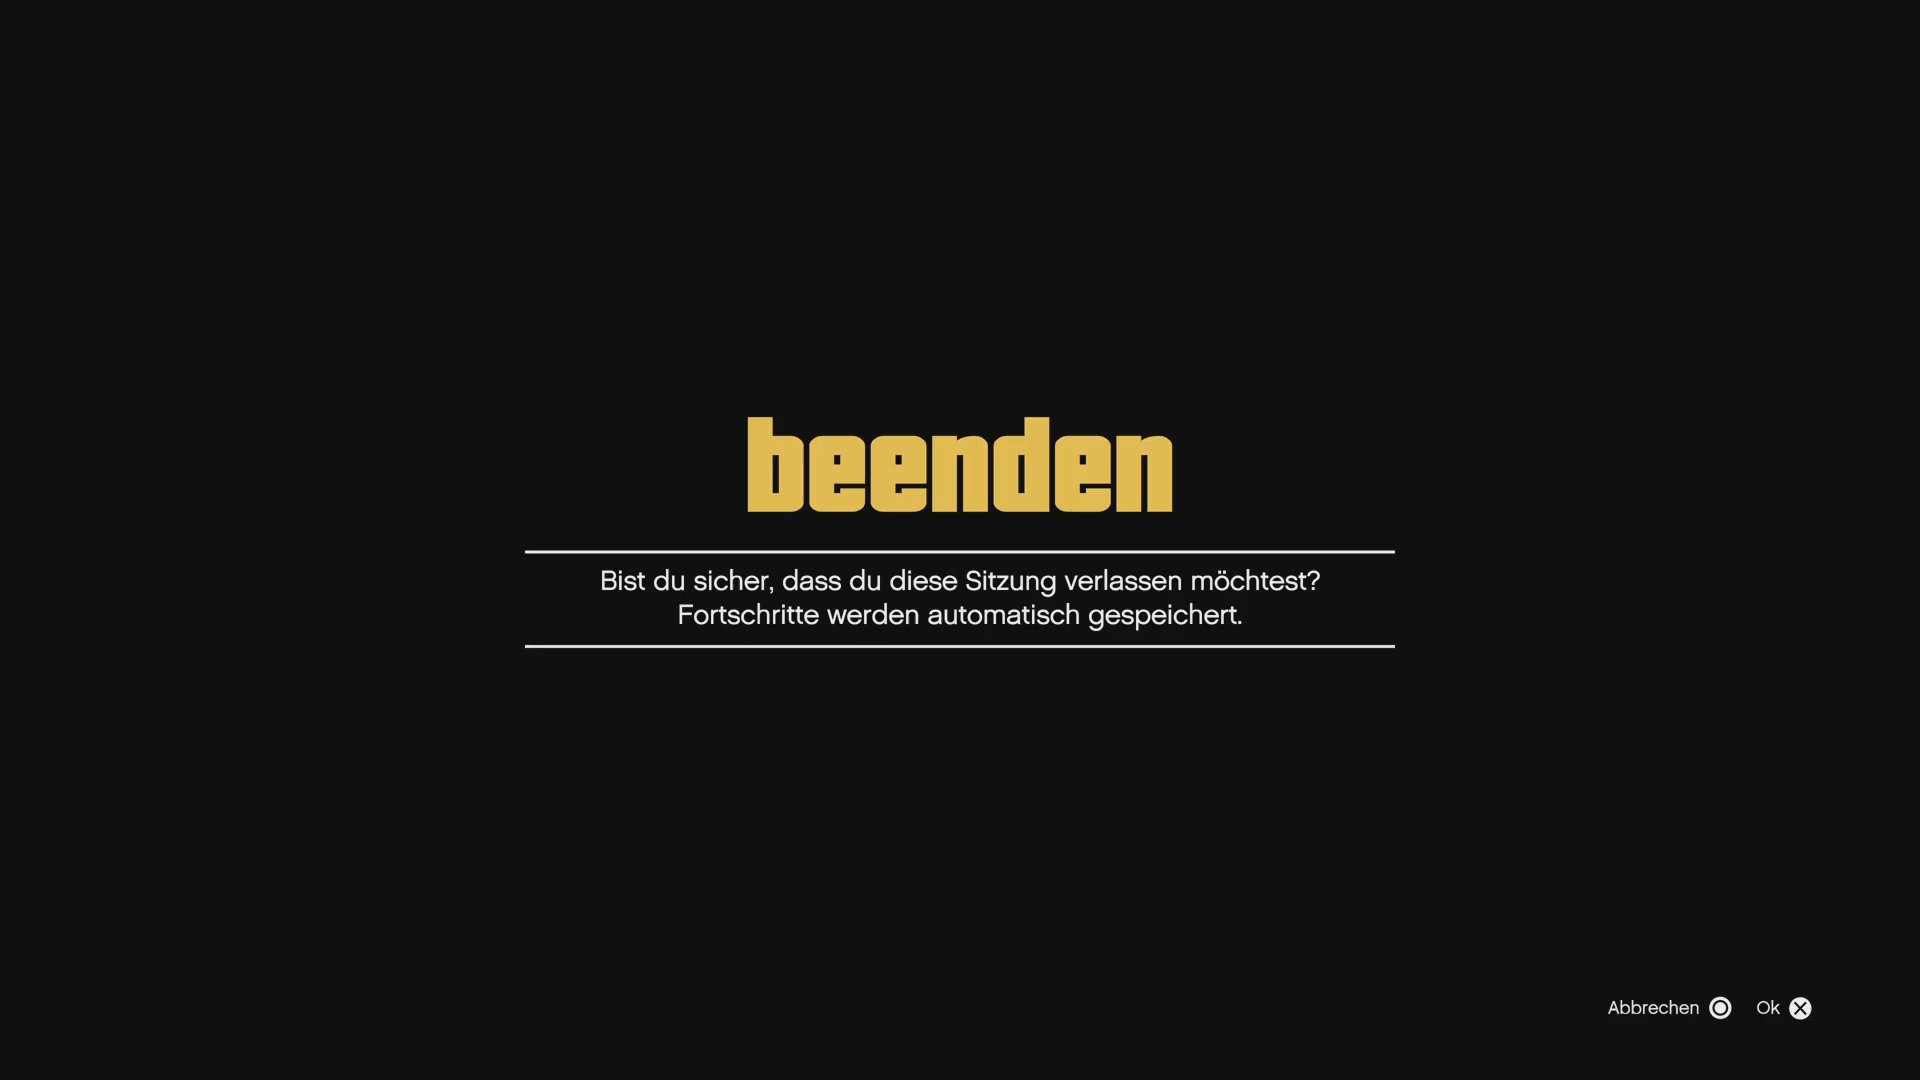 beenden
Bist du sicher, dass du diese Sitzung verlassen möchtest?
Fortschritte werden automatisch gespeichert.
Abbrechen Ok